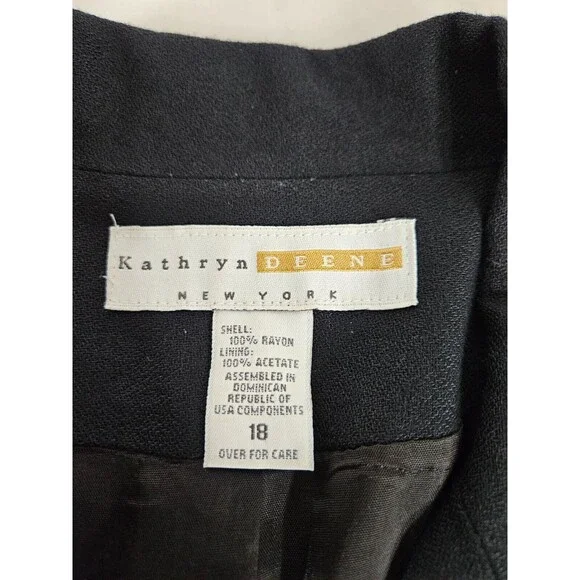 Kathryn DEENE
NEW YORK
SHELL:
100% RAYON
LINING:
100% ACETATE
ASSEMBLED IN
DOMINICAN
REPUBLIC OF
USA COMPONENTS
18
OVER FOR CARE